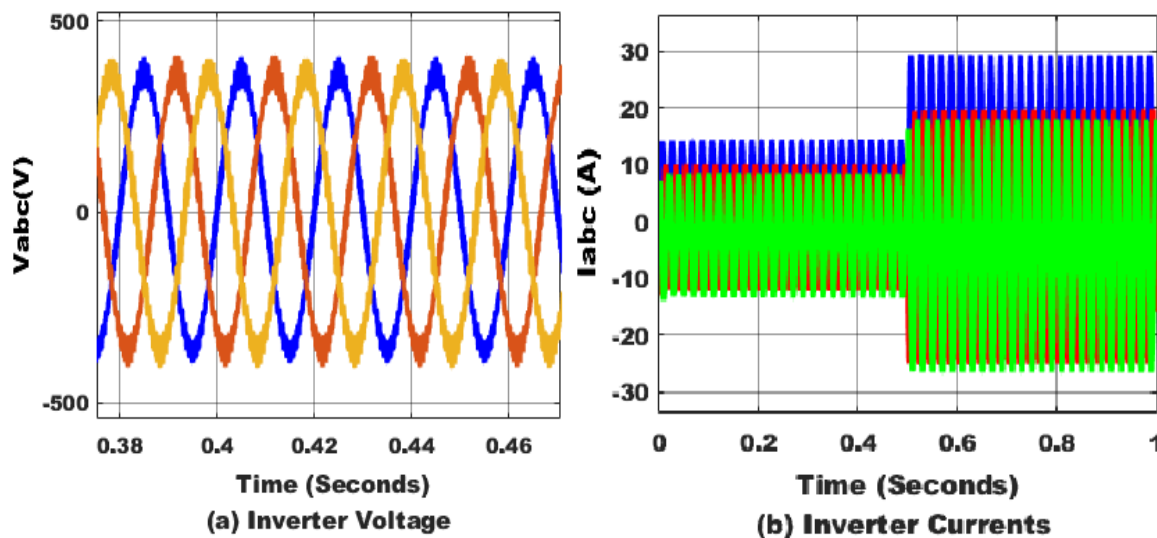 500
0
-500
Vabc(V)
0.38 0.4 0.42 0.44 0.46
Time (Seconds)
(a) Inverter Voltage
30
20
10
0
-10
-20
-30
Iabc (A)
0 0.2 0.4 0.6 0.8 1
Time (Seconds)
(b) Inverter Currents